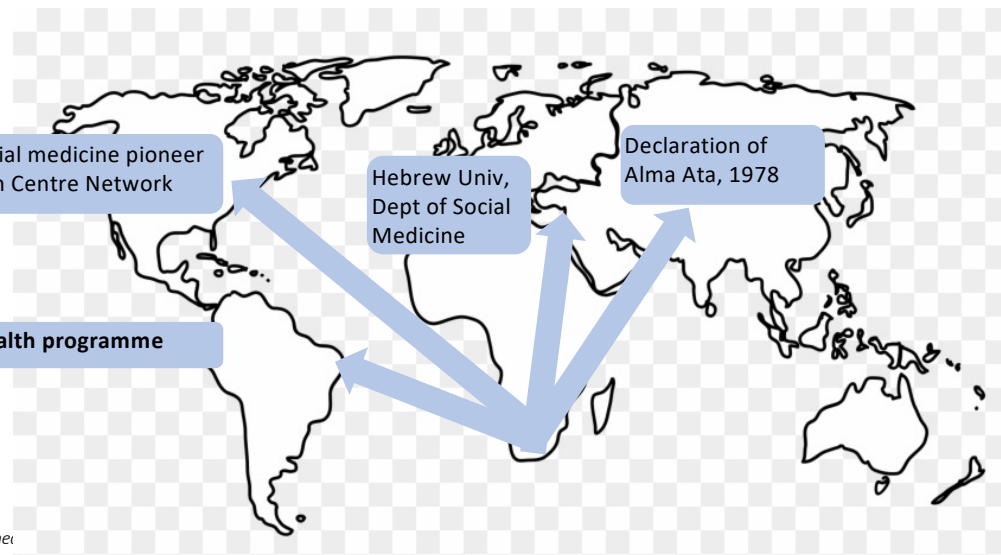 ial medicine pioneer
Centre Network
Hebrew Univ,
Dept of Social
Medicine
Declaration of
Alma Ata, 1978
alth programme